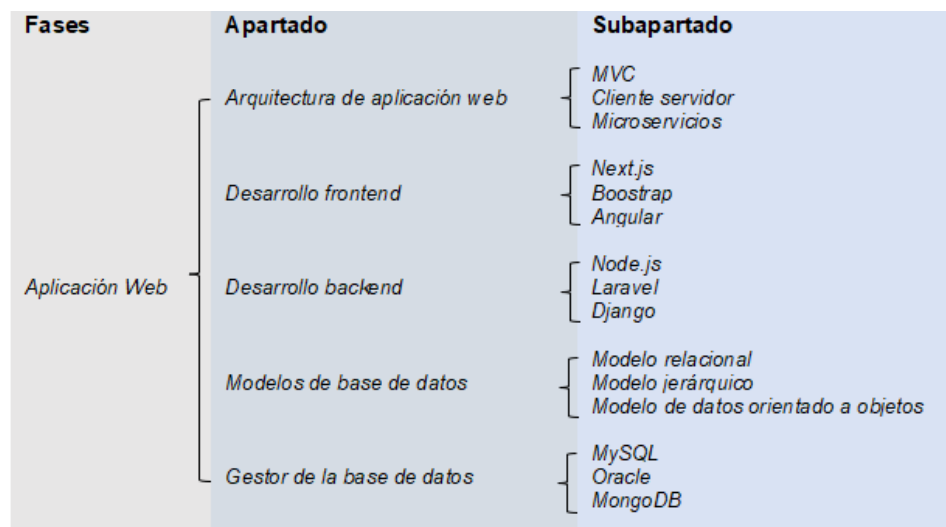 Fases Apartado Subapartado
MVC
Arquitectura de aplicación web Cliente servidor
Microservicios
Next.js
Desarrollo frontend Boostrap
Angular
Node.js
Aplicación Web Desarrollo backend Laravel
Django
Modelo relacional
Modelos de base de datos Modelo jerárquico
Modelo de datos orientado a objetos
MySQL
Gestor de la base de datos Oracle
MongoDB